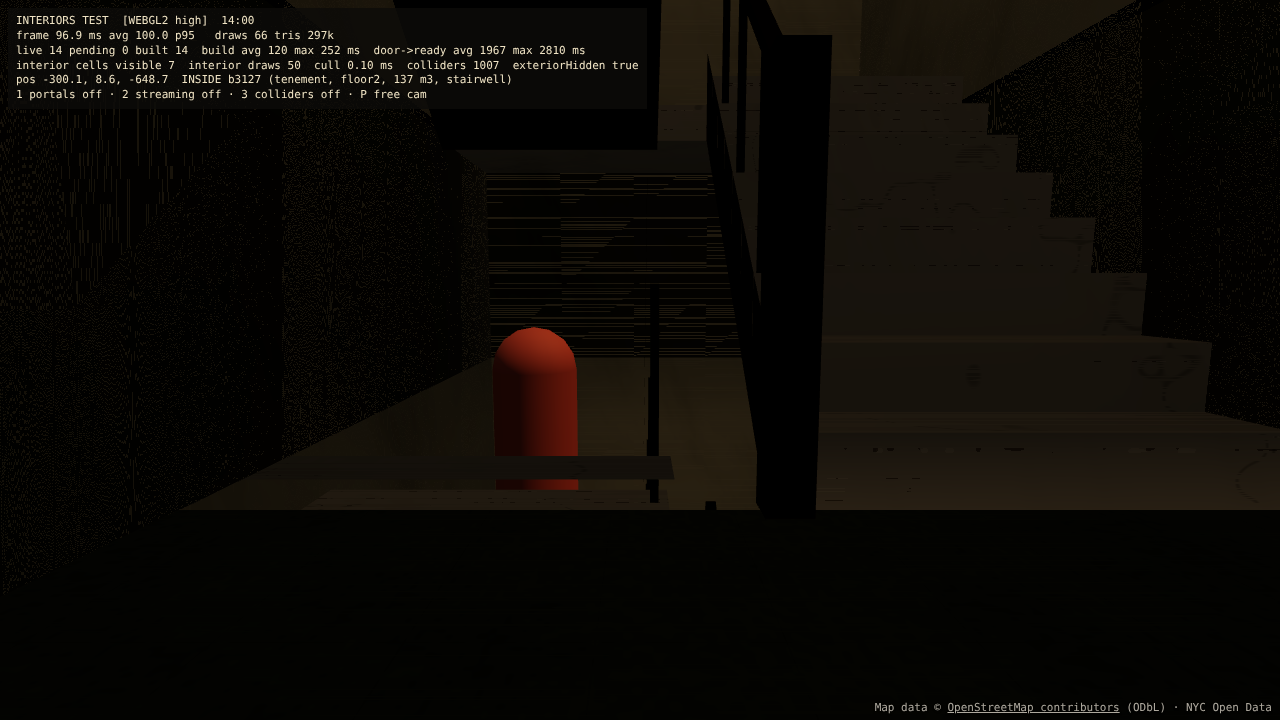 INTERIORS TEST  [WEBGL2 high]  14:00
frame 96.9 ms avg 100.0 p95   draws 66 tris 297k
live 14 pending 0 built 14  build avg 120 max 252 ms  door->ready avg 1967 max 2810 ms
interior cells visible 7  interior draws 50  cull 0.10 ms  colliders 1007  exteriorHidden true
pos -300.1, 8.6, -648.7  INSIDE b3127 (tenement, floor2, 137 m3, stairwell)
1 portals off · 2 streaming off · 3 colliders off · P free cam
Map data © OpenStreetMap contributors (ODbL) · NYC Open Data